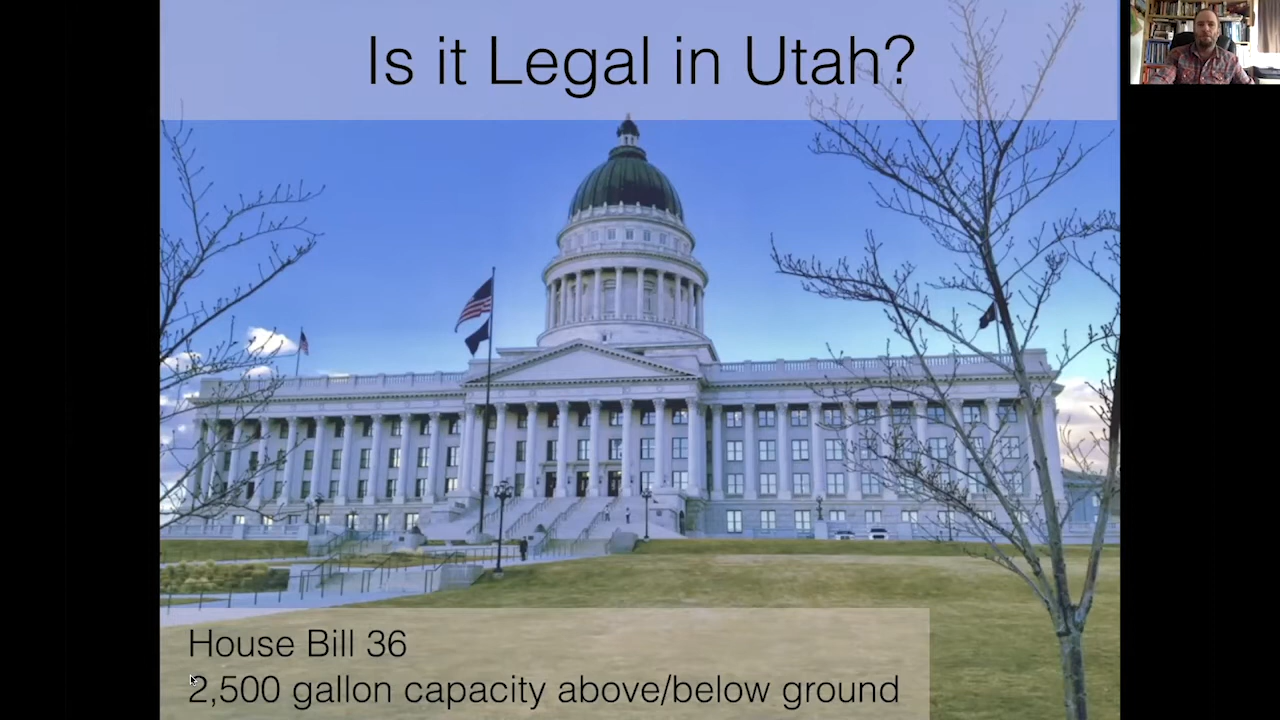 Is it Legal in Utah?
House Bill 36
2,500 gallon capacity above/below ground